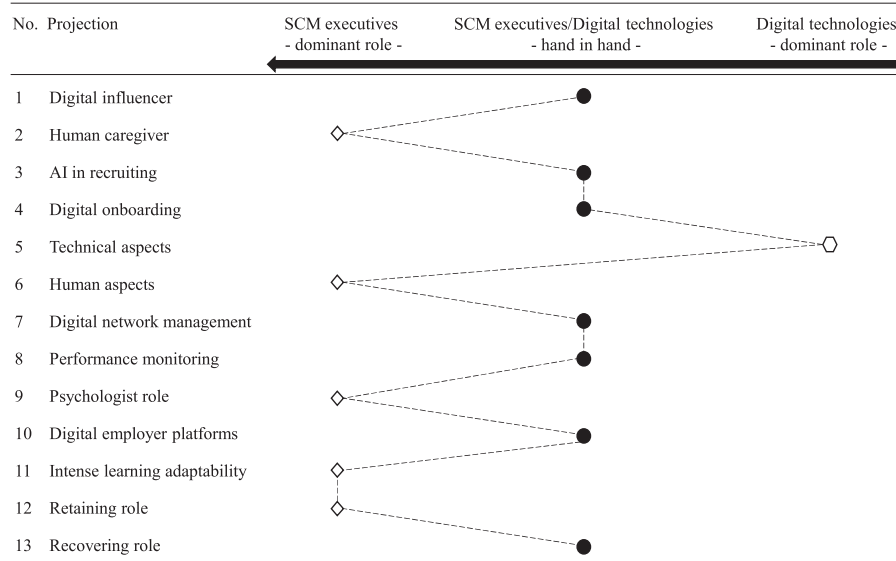 No. Projection SCM executives SCM executives/Digital technologies Digital technologies
- dominant role - - hand in hand - - dominant role -
1 Digital influencer
2 Human caregiver
3 AI in recruiting
4 Digital onboarding
5 Technical aspects
6 Human aspects
7 Digital network management
8 Performance monitoring
9 Psychologist role
10 Digital employer platforms
11 Intense learning adaptability
12 Retaining role
13 Recovering role